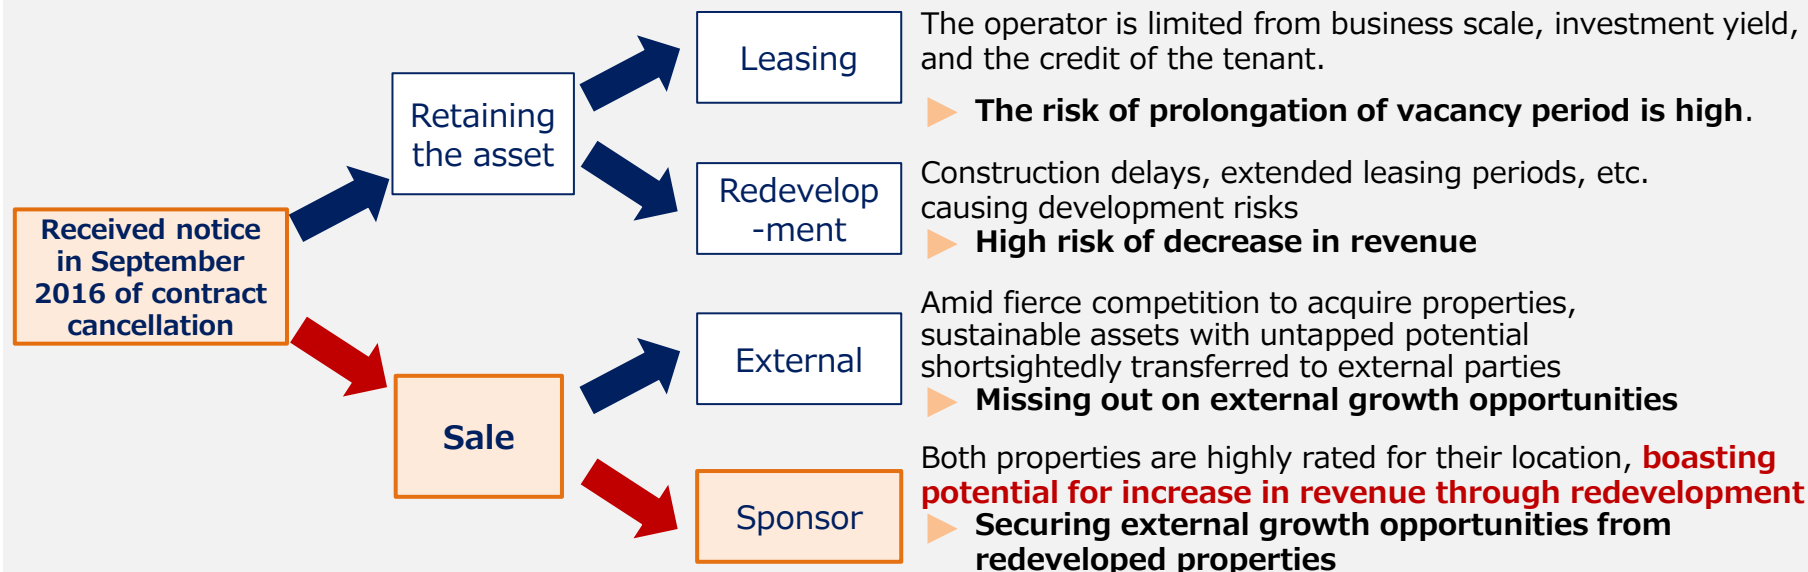 Received notice
in September
2016 of contract
cancellation
Retaining
the asset
Sale
Leasing
The operator is limited from business scale, investment yield,
and the credit of the tenant.
The risk of prolongation of vacancy period is high.
Redevelop
-ment
Construction delays, extended leasing periods, etc.
causing development risks
High risk of decrease in revenue
External
Amid fierce competition to acquire properties,
sustainable assets with untapped potential
shortsightedly transferred to external parties
Missing out on external growth opportunities
Sponsor
Both properties are highly rated for their location, boasting
potential for increase in revenue through redevelopment
Securing external growth opportunities from
redeveloped properties